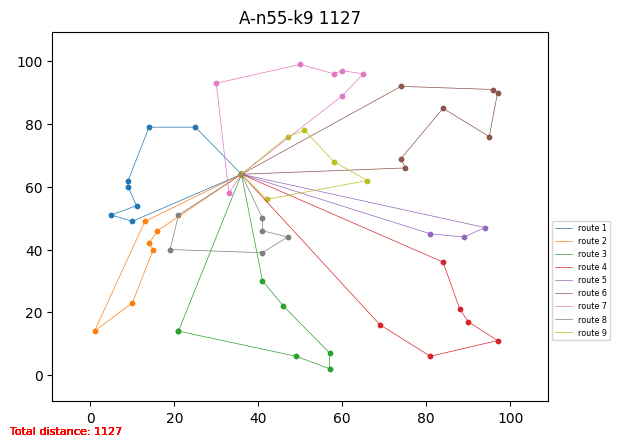 A-n55-k9 1127
100
80
60
40
20
0
0 20 40 60 80 100
route 1
route 2
route 3
route 4
route 5
route 6
route 7
route 8
route 9
Total distance: 1127